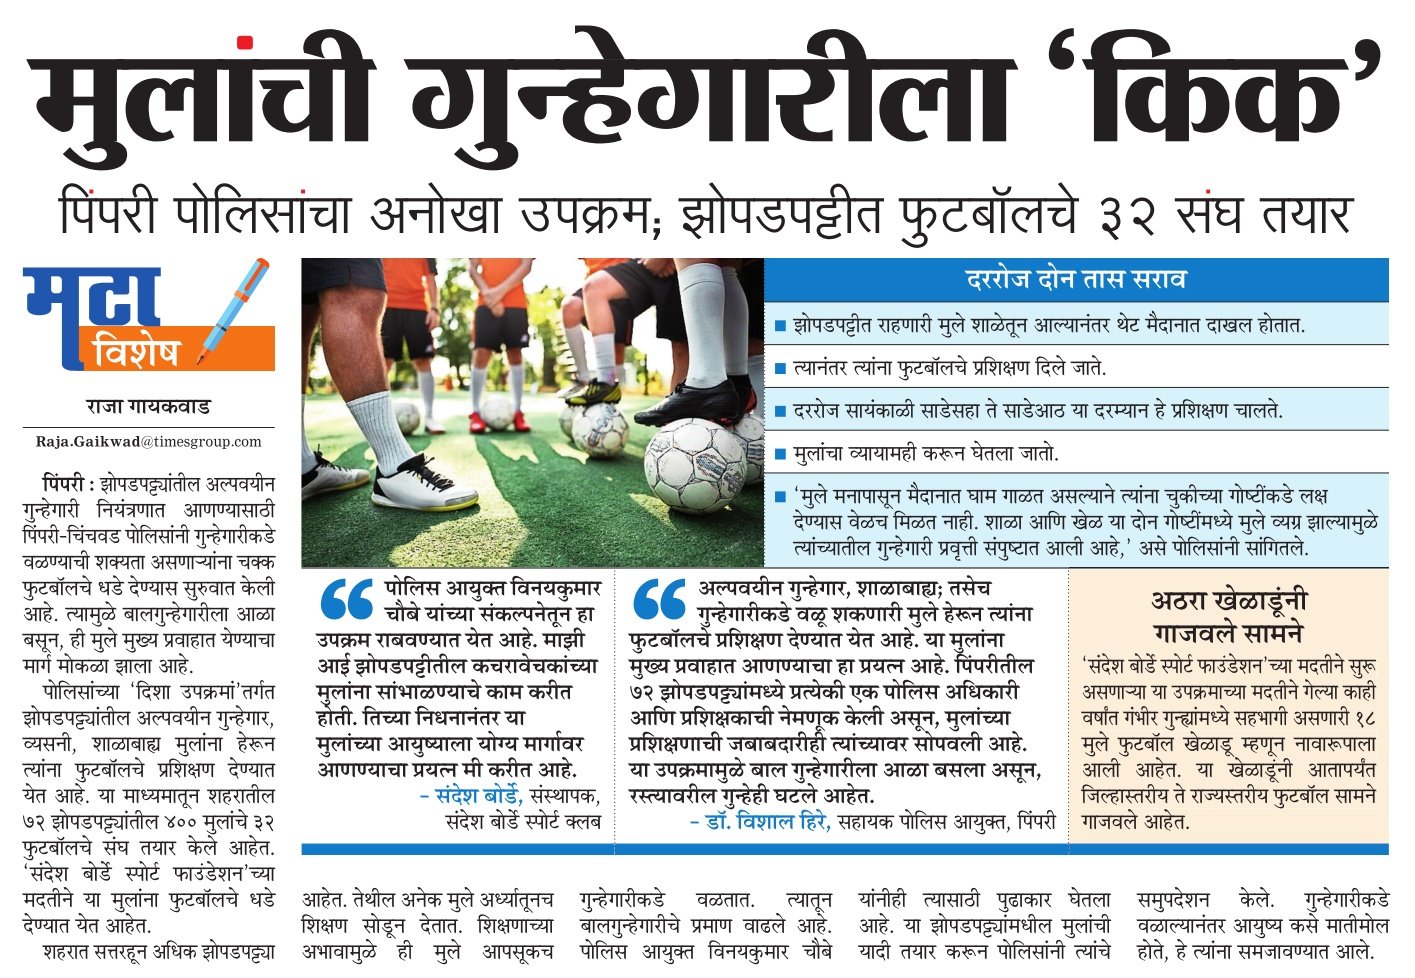 मुलांची गुन्हेगारीला ‘किक’
पिंपरी पोलिसांचा अनोखा उपक्रम; झोपडपट्टीत फुटबॉलचे ३२ संघ तयार
मटा
विशेष
राजा गायकवाड
Raja.Gaikwad@timesgroup.com
पिंपरी : झोपडपट्ट्यांतील अल्पवयीन
गुन्हेगारी नियंत्रणात आणण्यासाठी
पिंपरी-चिंचवड पोलिसांनी गुन्हेगारीकडे
वळण्याची शक्यता असणाऱ्यांना चक्क
फुटबॉलचे धडे देण्यास सुरुवात केली
आहे. त्यामुळे बालगुन्हेगारीला आळा
बसून, ही मुले मुख्य प्रवाहात येण्याचा
मार्ग मोकळा झाला आहे.
पोलिसांच्या ‘दिशा उपक्रमां’तर्गत
झोपडपट्ट्यांतील अल्पवयीन गुन्हेगार,
व्यसनी, शाळाबाह्य मुलांना हेरून
त्यांना फुटबॉलचे प्रशिक्षण देण्यात
येत आहे. या माध्यमातून शहरातील
७२ झोपडपट्ट्यांतील ४०० मुलांचे ३२
फुटबॉलचे संघ तयार केले आहेत.
‘संदेश बोर्डे स्पोर्ट फाउंडेशन’च्या
मदतीने या मुलांना फुटबॉलचे धडे
देण्यात येत आहेत.
शहरात सत्तरहून अधिक झोपडपट्ट्या
दररोज दोन तास सराव
झोपडपट्टीत राहणारी मुले शाळेतून आल्यानंतर थेट मैदानात दाखल होतात.
त्यानंतर त्यांना फुटबॉलचे प्रशिक्षण दिले जाते.
दररोज सायंकाळी साडेसहा ते साडेआठ या दरम्यान हे प्रशिक्षण चालते.
मुलांचा व्यायामही करून घेतला जातो.
‘मुले मनापासून मैदानात घाम गाळत असल्याने त्यांना चुकीच्या गोष्टींकडे लक्ष
देण्यास वेळच मिळत नाही. शाळा आणि खेळ या दोन गोष्टींमध्ये मुले व्यग्र झाल्यामुळे
त्यांच्यातील गुन्हेगारी प्रवृत्ती संपुष्टात आली आहे,’ असे पोलिसांनी सांगितले.
“ पोलिस आयुक्त विनयकुमार
चौबे यांच्या संकल्पनेतून हा
उपक्रम राबवण्यात येत आहे. माझी
आई झोपडपट्टीतील कचरावेचकांच्या
मुलांना सांभाळण्याचे काम करीत
होती. तिच्या निधनानंतर या
मुलांच्या आयुष्याला योग्य मार्गावर
आणण्याचा प्रयत्न मी करीत आहे.
– संदेश बोर्डे, संस्थापक,
संदेश बोर्डे स्पोर्ट क्लब
“ अल्पवयीन गुन्हेगार, शाळाबाह्य; तसेच
गुन्हेगारीकडे वळू शकणारी मुले हेरून त्यांना
फुटबॉलचे प्रशिक्षण देण्यात येत आहे. या मुलांना
मुख्य प्रवाहात आणण्याचा हा प्रयत्न आहे. पिंपरीतील
७२ झोपडपट्ट्यांमध्ये प्रत्येकी एक पोलिस अधिकारी
आणि प्रशिक्षकाची नेमणूक केली असून, मुलांच्या
प्रशिक्षणाची जबाबदारीही त्यांच्यावर सोपवली आहे.
या उपक्रमामुळे बाल गुन्हेगारीला आळा बसला असून,
रस्त्यावरील गुन्हेही घटले आहेत.
– डॉ. विशाल हिरे, सहायक पोलिस आयुक्त, पिंपरी
अठरा खेळाडूंनी
गाजवले सामने
‘संदेश बोर्डे स्पोर्ट फाउंडेशन’च्या मदतीने सुरू
असणाऱ्या या उपक्रमाच्या मदतीने गेल्या काही
वर्षांत गंभीर गुन्ह्यांमध्ये सहभागी असणारी १८
मुले फुटबॉल खेळाडू म्हणून नावारूपाला
आली आहेत. या खेळाडूंनी आतापर्यंत
जिल्हास्तरीय ते राज्यस्तरीय फुटबॉल सामने
गाजवले आहेत.
आहेत. तेथील अनेक मुले अर्ध्यातूनच
शिक्षण सोडून देतात. शिक्षणाच्या
अभावामुळे ही मुले आपसूकच
गुन्हेगारीकडे वळतात. त्यातून
बालगुन्हेगारीचे प्रमाण वाढले आहे.
पोलिस आयुक्त विनयकुमार चौबे
यांनीही त्यासाठी पुढाकार घेतला
आहे. या झोपडपट्ट्यांमधील मुलांची
यादी तयार करून पोलिसांनी त्यांचे
समुपदेशन केले. गुन्हेगारीकडे
वळाल्यानंतर आयुष्य कसे मातीमोल
होते, हे त्यांना समजावण्यात आले.